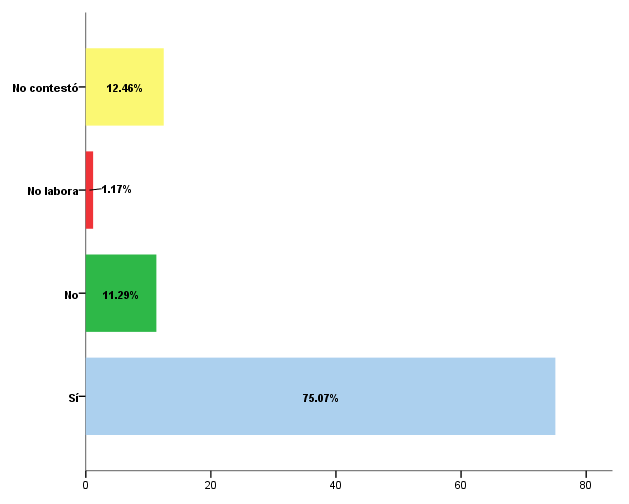 No contestó
12.46%
No labora
1.17%
No
11.29%
Sí
75.07%
0 20 40 60 80